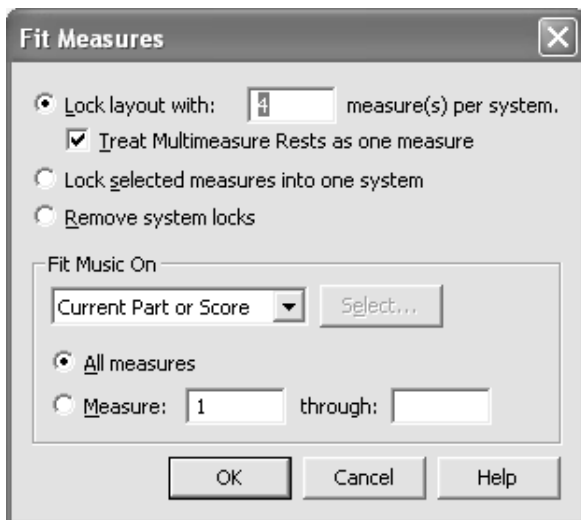 Fit Measures
Lock layout with: 4 measure(s) per system.
Treat Multimeasure Rests as one measure
Lock selected measures into one system
Remove system locks
Fit Music On
Current Part or Score Select...
All measures
Measure: 1 through:
OK Cancel Help